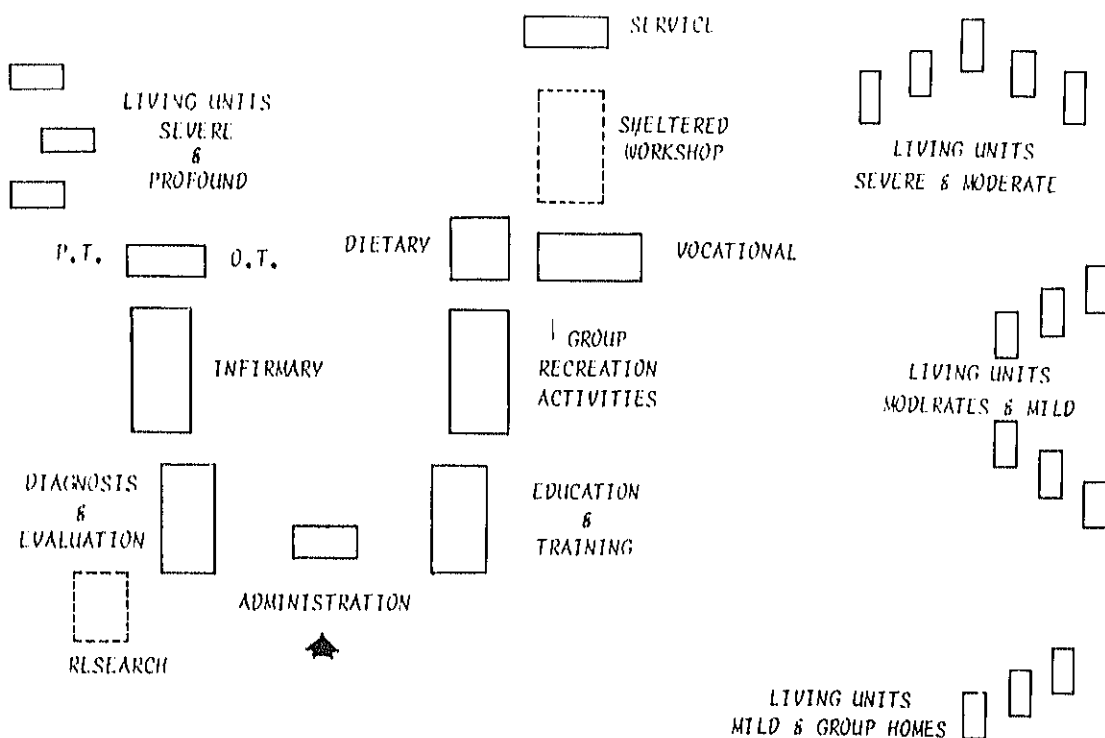 SERVICE
LIVING UNITS
SEVERE
&
PROFOUND
SHELTERED
WORKSHOP
LIVING UNITS
SEVERE & MODERATE
P.T.
O.T.
DIETARY
VOCATIONAL
INFIRMARY
GROUP
RECREATION
ACTIVITIES
LIVING UNITS
MODERATES & MILD
DIAGNOSIS
&
EVALUATION
EDUCATION
&
TRAINING
ADMINISTRATION
RESEARCH
LIVING UNITS
MILD & GROUP HOMES